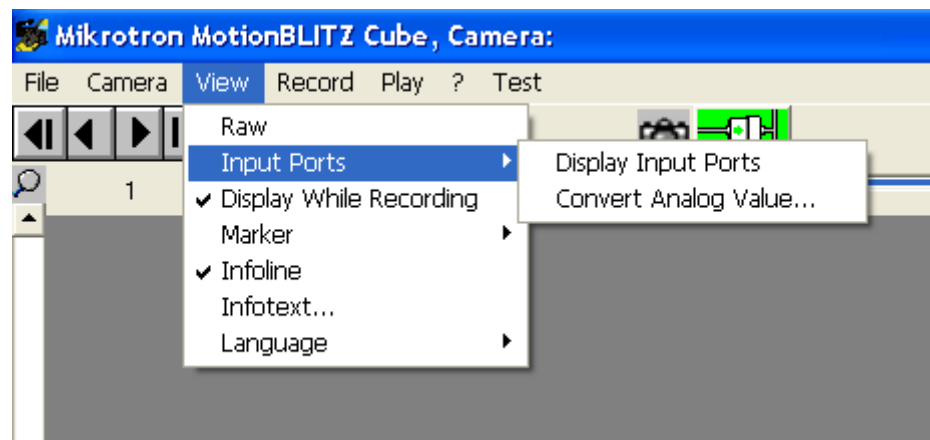 Mikrotron MotionBLITZ Cube, Camera:
File Camera View Record Play ? Test
Raw
Input Ports
Display Input Ports
1
Display While Recording
Convert Analog Value...
Marker
Infoline
Infotext...
Language